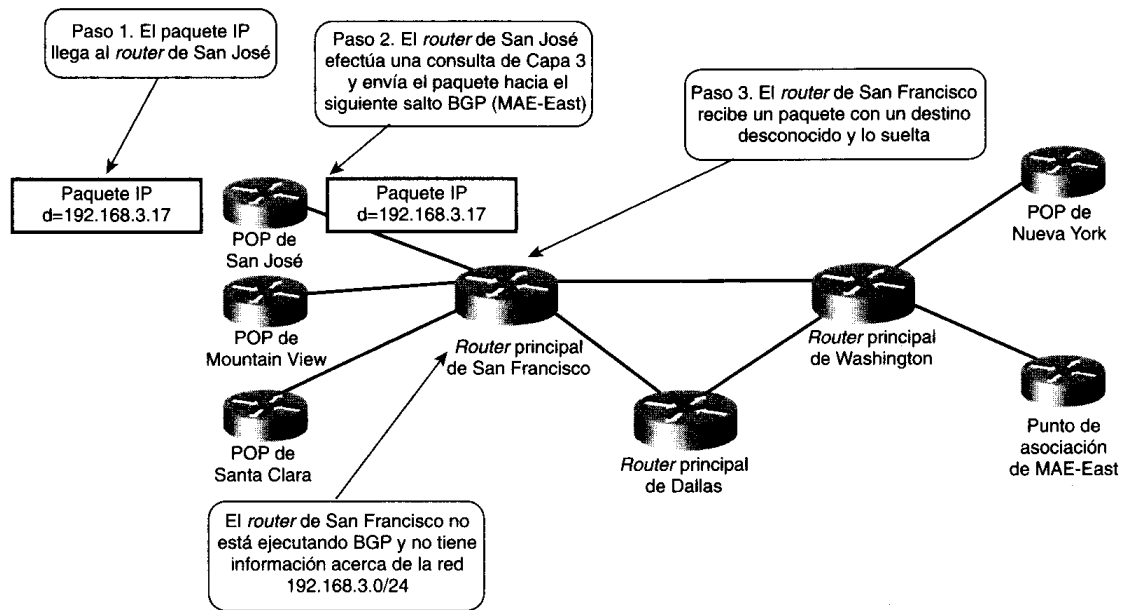 Paso 1. El paquete IP
llega al router de San José
Paso 2. El router de San José
efectúa una consulta de Capa 3
y envía el paquete hacia el
siguiente salto BGP (MAE-East)
Paso 3. El router de San Francisco
recibe un paquete con un destino
desconocido y lo suelta
Paquete IP
d=192.168.3.17
Paquete IP
d=192.168.3.17
POP de
San José
POP de
Nueva York
POP de
Mountain View
Router principal
de San Francisco
Router principal
de Washington
POP de
Santa Clara
Router principal
de Dallas
Punto de
asociación
de MAE-East
El router de San Francisco no
está ejecutando BGP y no tiene
información acerca de la red
192.168.3.0/24